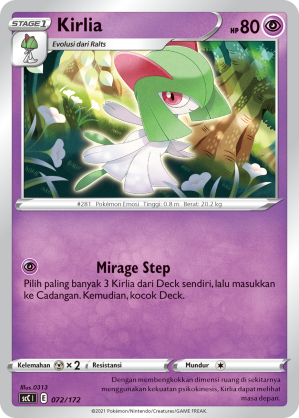 STAGE 1
Kirlia
HP 80
Evolusi dari Ralts
#281 Pokémon Emosi Tinggi: 0.8 m Berat: 20.2 kg
Mirage Step
Pilih paling banyak 3 Kirlia dari Deck sendiri, lalu masukkan
ke Cadangan. Kemudian, kocok Deck.
Kelemahan ×2 Resistansi Mundur
Illus. 0313
Dengan membengkokkan dimensi ruang di sekitarnya
menggunakan kekuatan psikokinesis, Kirlia dapat melihat
masa depan.
E 072/172
©2021 Pokémon/Nintendo/Creatures/GAME FREAK